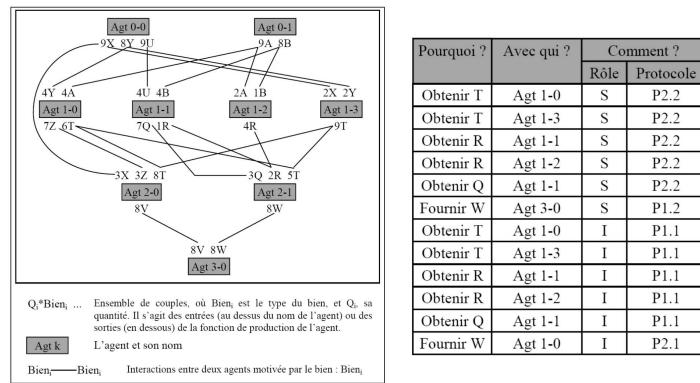 Agt 0-0 Agt 0-1
9X 8Y 9U 9A 8B
4Y 4A 4U 4B 2A 1B 2X 2Y
Agt 1-0 Agt 1-1 Agt 1-2 Agt 1-3
7Z 6T 7Q 1R 4R 9T
3X 3Z 8T 3Q 2R 5T
Agt 2-0 Agt 2-1
8V 8W
8V 8W
Agt 3-0
Qi*Bieni ... Ensemble de couples, où Bieni est le type du bien, et Qi, sa
quantité. Il s'agit des entrées (au dessus du nom de l'agent) ou des
sorties (en dessous) de la fonction de production de l'agent.
Agt k L'agent et son nom
Bieni Bieni Interactions entre deux agents motivée par le bien : Bieni
Pourquoi ? Avec qui ? Comment ?
Rôle Protocole
Obtenir T Agt 1-0 S P2.2
Obtenir T Agt 1-3 S P2.2
Obtenir R Agt 1-1 S P2.2
Obtenir R Agt 1-2 S P2.2
Obtenir Q Agt 1-1 S P2.2
Fournir W Agt 3-0 S P1.2
Obtenir T Agt 1-0 I P1.1
Obtenir T Agt 1-3 I P1.1
Obtenir R Agt 1-1 I P1.1
Obtenir R Agt 1-2 I P1.1
Obtenir Q Agt 1-1 I P1.1
Fournir W Agt 1-0 I P2.1